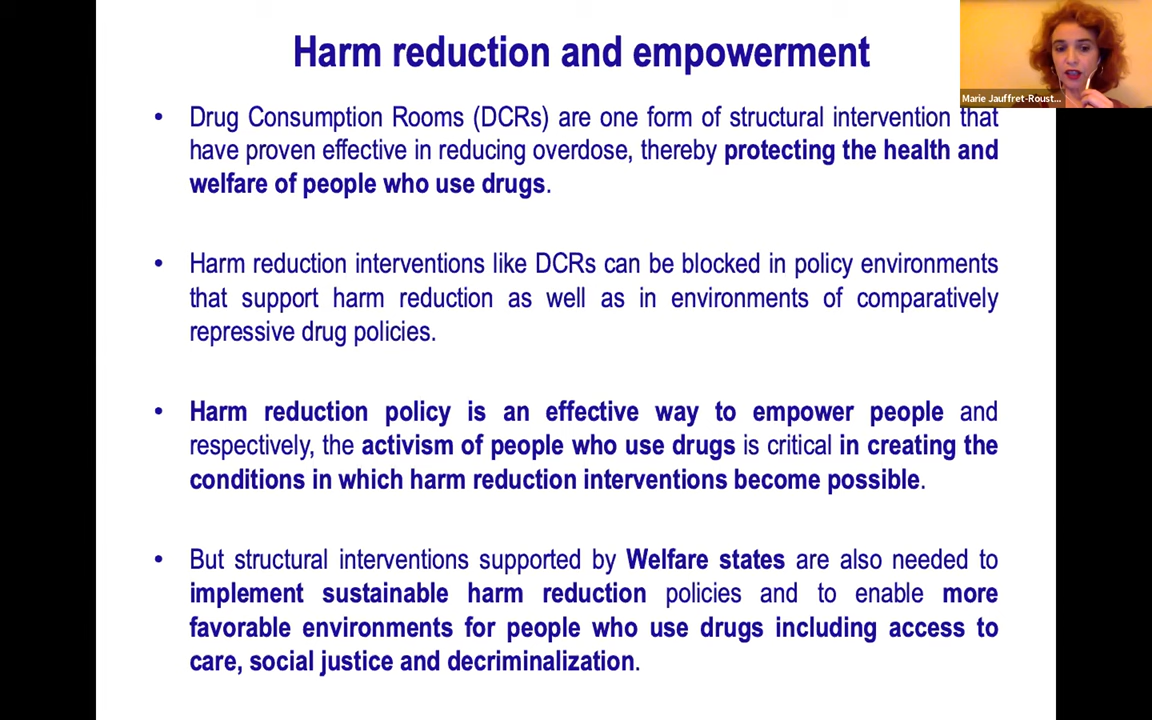 Harm reduction and empowerment
Marie Jauffret-Roust...
• Drug Consumption Rooms (DCRs) are one form of structural intervention that
have proven effective in reducing overdose, thereby protecting the health and
welfare of people who use drugs.
• Harm reduction interventions like DCRs can be blocked in policy environments
that support harm reduction as well as in environments of comparatively
repressive drug policies.
• Harm reduction policy is an effective way to empower people and
respectively, the activism of people who use drugs is critical in creating the
conditions in which harm reduction interventions become possible.
• But structural interventions supported by Welfare states are also needed to
implement sustainable harm reduction policies and to enable more
favorable environments for people who use drugs including access to
care, social justice and decriminalization.